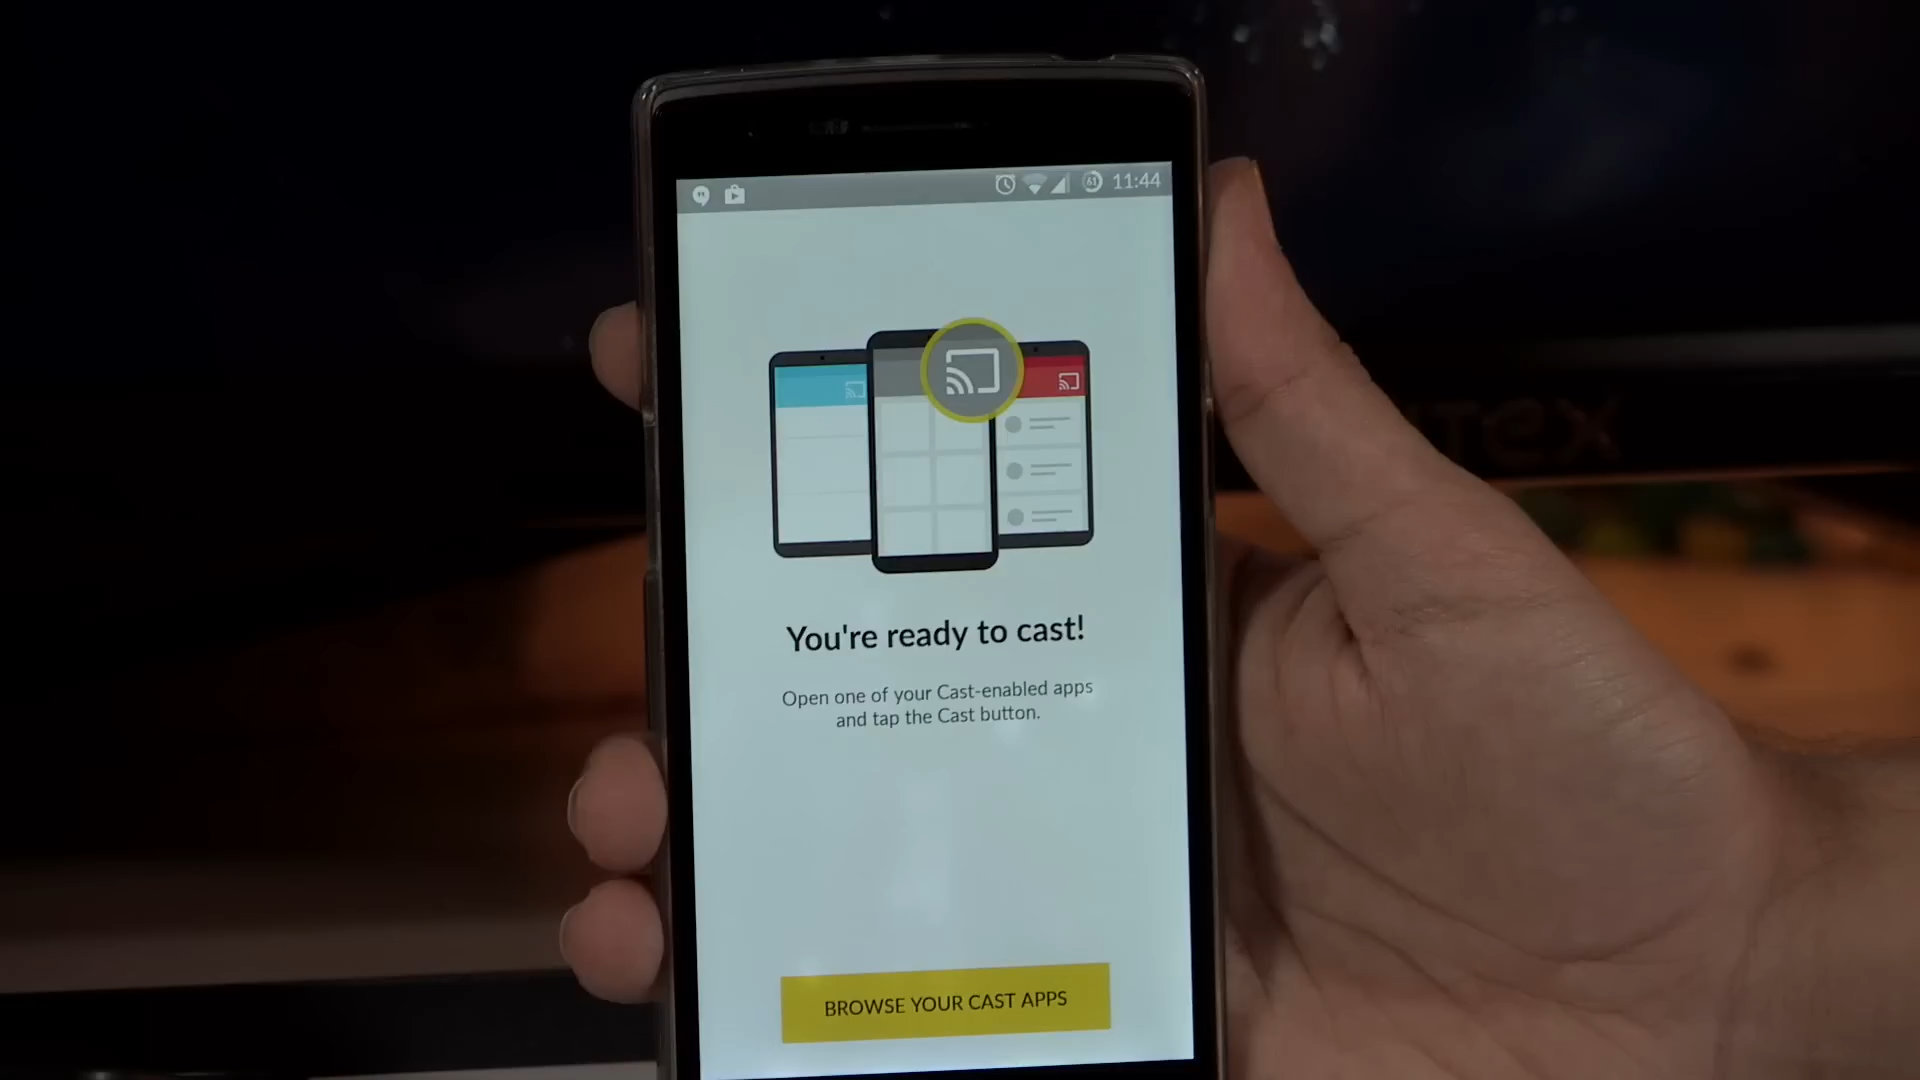 61 11:44
You're ready to cast!
Open one of your Cast-enabled apps
and tap the Cast button.
BROWSE YOUR CAST APPS